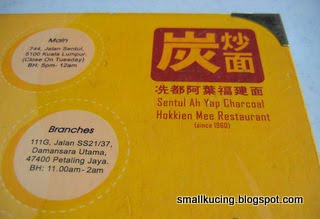 Main
744, Jalan Sentul,
5100 Kuala Lumpur.
(Close On Tuesday)
BH: 5pm- 12am
炭炒面
冼都阿葉福建面
Sentul Ah Yap Charcoal
Hokkien Mee Restaurant
(since 1960)
Branches
111G, Jalan SS21/37,
Damansara Utama,
47400 Petaling Jaya.
BH: 11.00am - 2am
smallkucing.blogspot.com